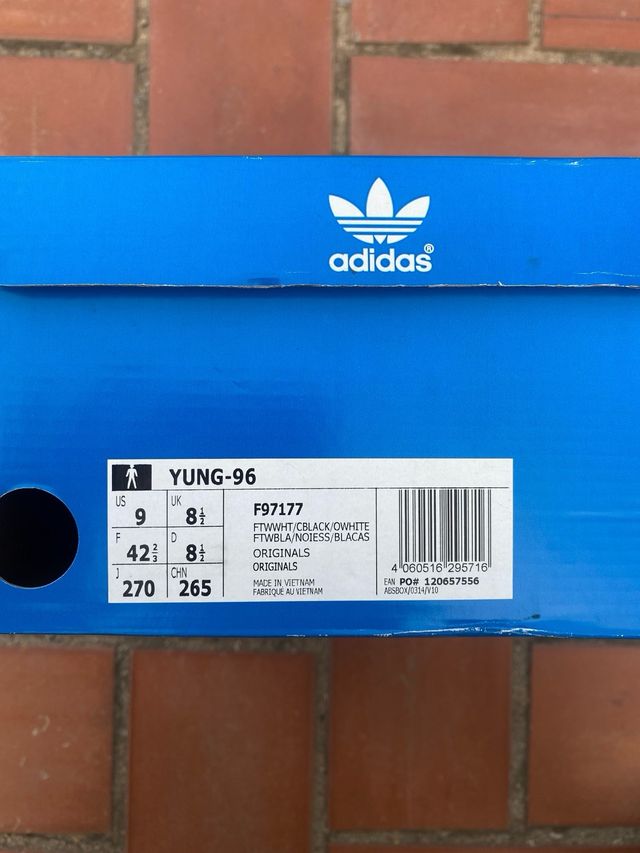 adidas®
YUNG-96
US 9 UK 8½
F 42⅔ D 8½
J 270 CHN 265
F97177
FTWWHT/CBLACK/OWHITE
FTWBLA/NOIESS/BLACAS
ORIGINALS
ORIGINALS
MADE IN VIETNAM
FABRIQUE AU VIETNAM
4 060516 295716
EAN PO# 120657556
ABSBOX/0314/V10